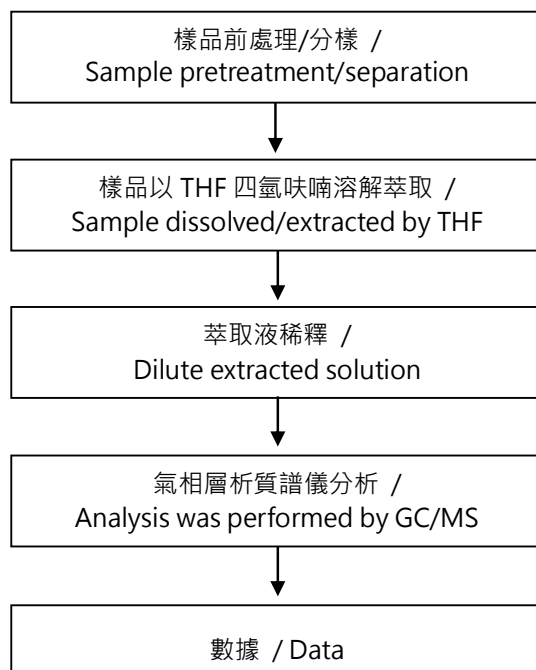 樣品前處理/分樣 /
Sample pretreatment/separation
樣品以 THF 四氫呋喃溶解萃取 /
Sample dissolved/extracted by THF
萃取液稀釋 /
Dilute extracted solution
氣相層析質譜儀分析 /
Analysis was performed by GC/MS
數據 / Data